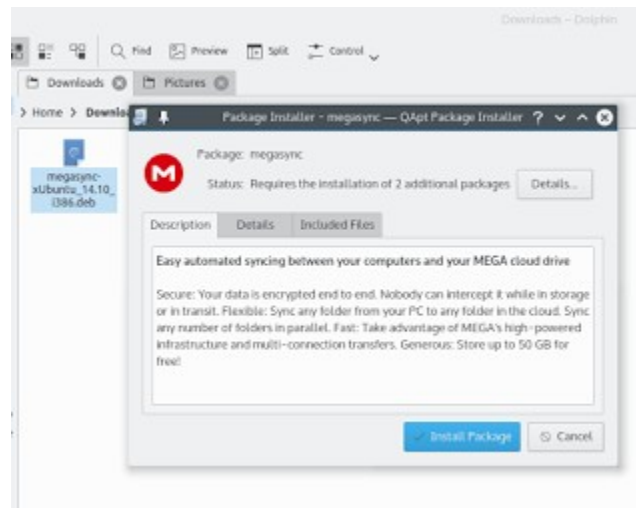 Downloads – Dolphin
Find Preview Split Control
Downloads Pictures
> Home > Downlo
Package Installer - megasync — QApt Package Installer
megasync-
xUbuntu_14.10_
i386.deb
Package: megasync
Status: Requires the installation of 2 additional packages Details...
Description Details Included Files
Easy automated syncing between your computers and your MEGA cloud drive
Secure: Your data is encrypted end to end. Nobody can intercept it while in storage
or in transit. Flexible: Sync any folder from your PC to any folder in the cloud. Sync
any number of folders in parallel. Fast: Take advantage of MEGA's high-powered
infrastructure and multi-connection transfers. Generous: Store up to 50 GB for
free!
Install Package Cancel